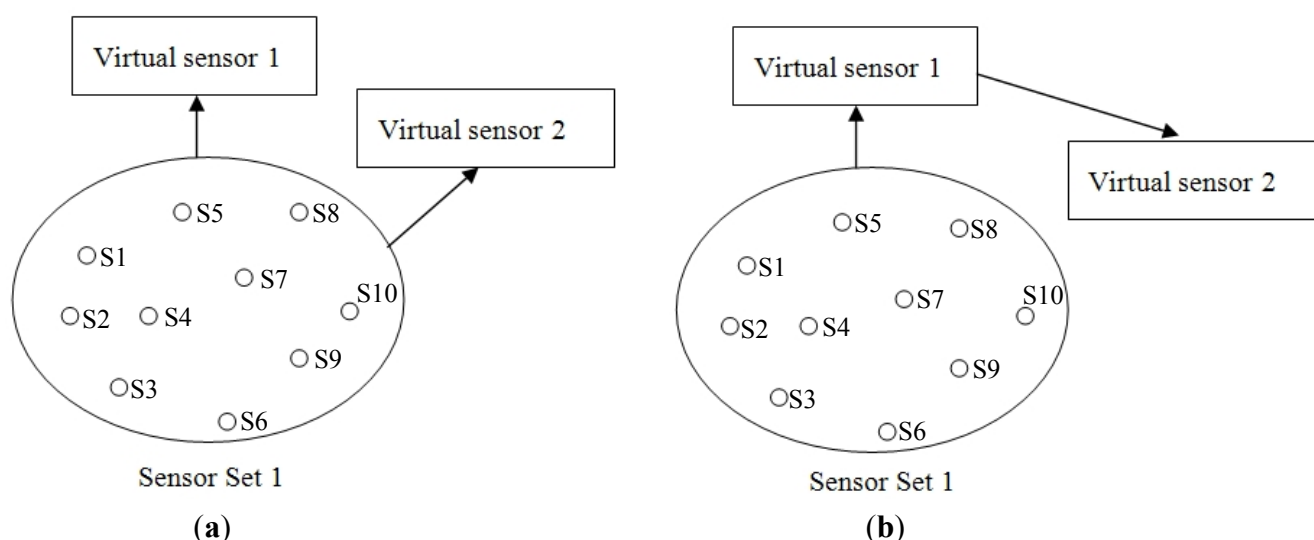 Virtual sensor 1
Virtual sensor 2
S5
S8
S1
S7
S10
S2
S4
S9
S3
S6
Sensor Set 1
(a)
Virtual sensor 1
Virtual sensor 2
S5
S8
S1
S7
S10
S2
S4
S9
S3
S6
Sensor Set 1
(b)